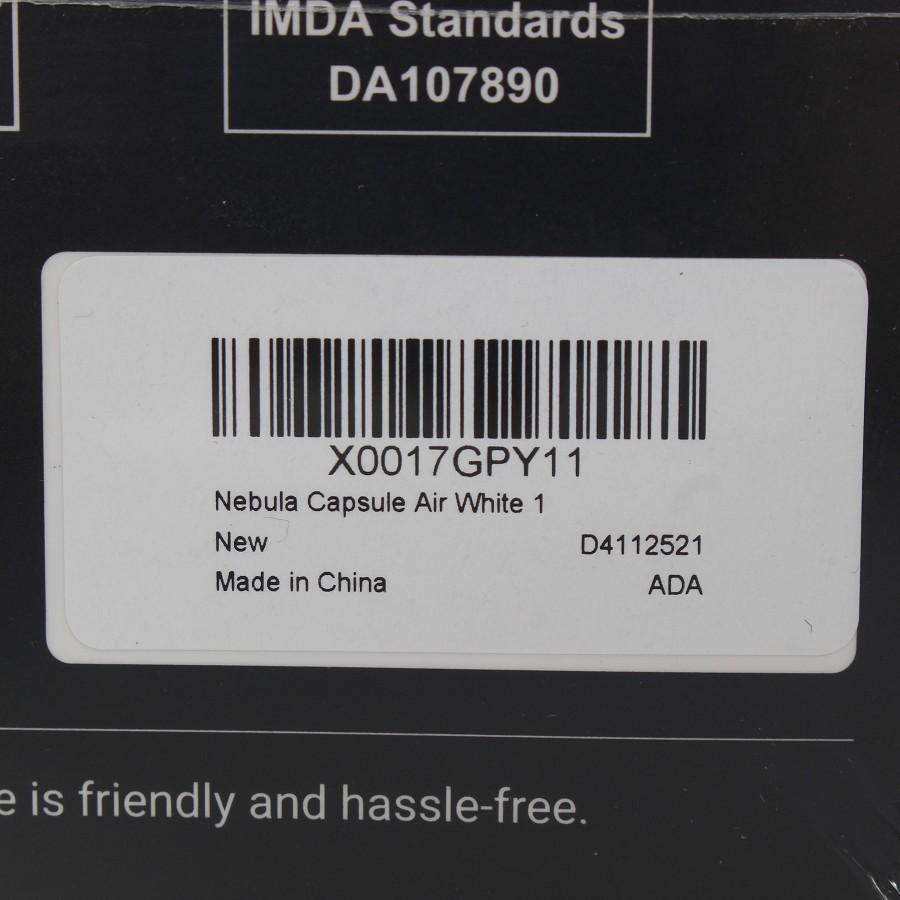 IMDA Standards
DA107890
X0017GPY11
Nebula Capsule Air White 1
New D4112521
Made in China ADA
is friendly and hassle-free.